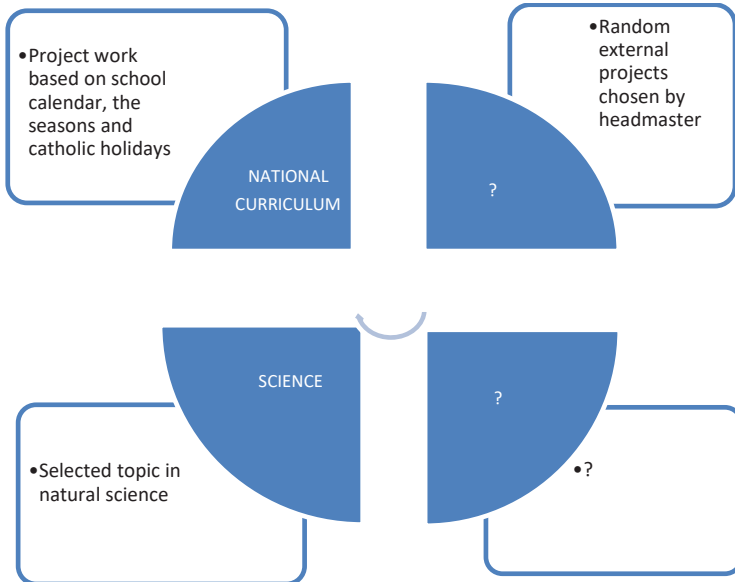 •Project work
based on school
calendar, the
seasons and
catholic holidays
NATIONAL
CURRICULUM
•Random
external
projects
chosen by
headmaster
?
SCIENCE
•Selected topic in
natural science
?
•?